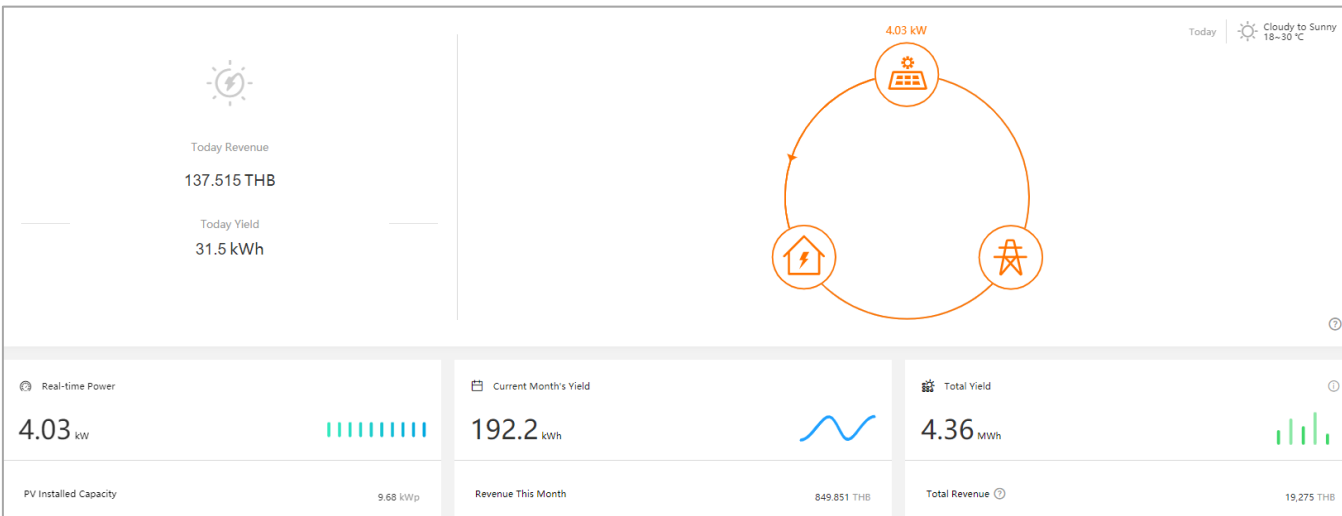 4.03 kW
Today
Cloudy to Sunny
18~30 ℃
Today Revenue
137.515 THB
Today Yield
31.5 kWh
Real-time Power
4.03 kW
PV Installed Capacity
9.68 kWp
Current Month's Yield
192.2 kWh
Revenue This Month
849.851 THB
Total Yield
4.36 MWh
Total Revenue
19,275 THB